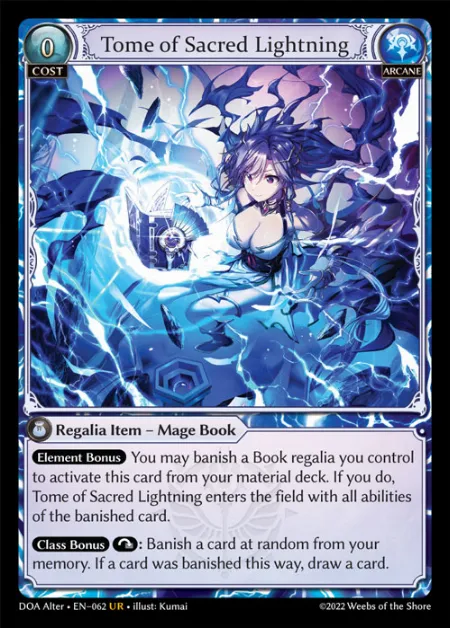 0
Tome of Sacred Lightning
COST
ARCANE
Regalia Item – Mage Book
Element Bonus You may banish a Book regalia you control
to activate this card from your material deck. If you do,
Tome of Sacred Lightning enters the field with all abilities
of the banished card.
Class Bonus : Banish a card at random from your
memory. If a card was banished this way, draw a card.
DOA Alter • EN-062 UR • illust: Kumai
©2022 Weebs of the Shore